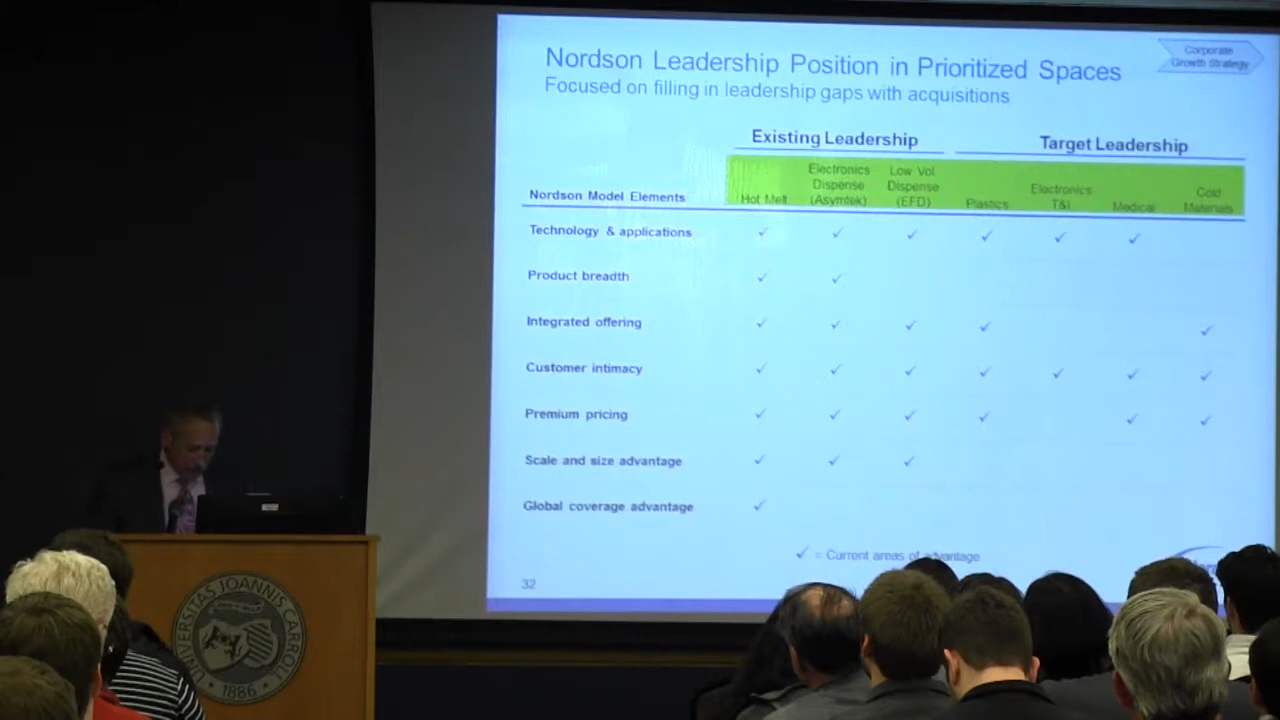 Nordson Leadership Position in Prioritized Spaces
Focused on filling in leadership gaps with acquisitions
Corporate
Growth Strategy
Existing Leadership
Target Leadership
Nordson Model Elements
Hot Melt
Electronics
Dispense
(Asymtek)
Low Vol
Dispense
(EFD)
Plastics
Electronics
T&I
Medical
Cold
Materials
Technology & applications ✓ ✓ ✓ ✓ ✓ ✓
Product breadth ✓ ✓
Integrated offering ✓ ✓ ✓ ✓ ✓
Customer intimacy ✓ ✓ ✓ ✓ ✓ ✓ ✓
Premium pricing ✓ ✓ ✓ ✓ ✓ ✓
Scale and size advantage ✓ ✓ ✓
Global coverage advantage ✓
✓ = Current areas of advantage
32
UNIVERSITAS JOANNIS CARROLL
• 1886 •